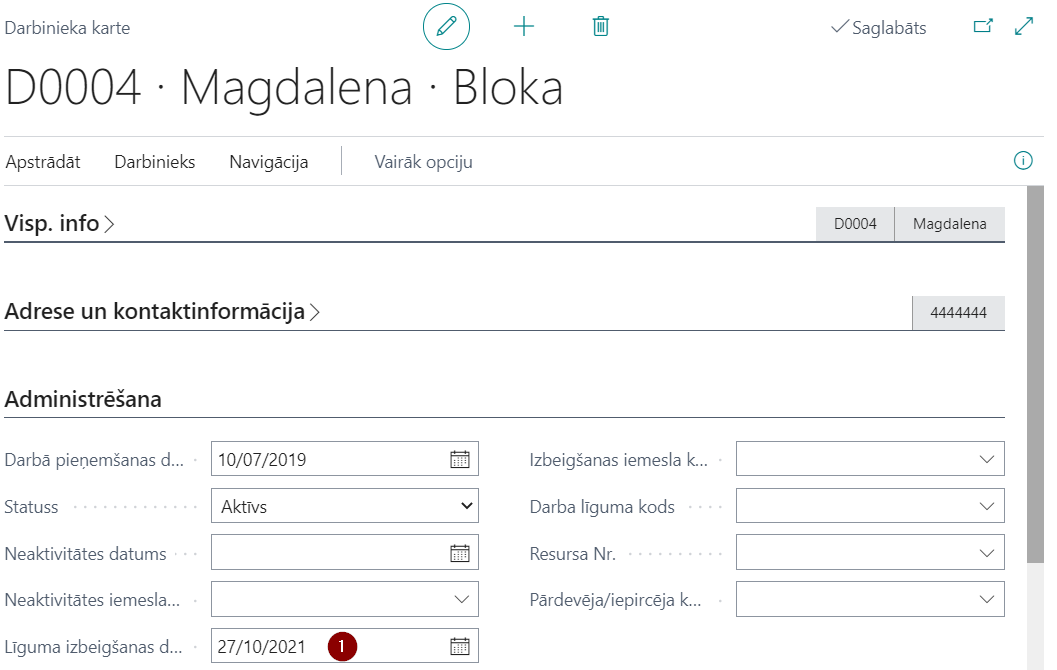 Darbinieka karte
Saglabāts
D0004 · Magdalena · Bloka
Apstrādāt Darbinieks Navigācija Vairāk opciju
Visp. info D0004 Magdalena
Adrese un kontaktinformācija 4444444
Administrēšana
Darbā pieņemšanas d... 10/07/2019 Izbeigšanas iemesla k...
Statuss Aktīvs Darba līguma kods
Neaktivitātes datums Resursa Nr.
Neaktivitātes iemesla... Pārdevēja/iepircēja k...
Līguma izbeigšanas d... 27/10/2021 1